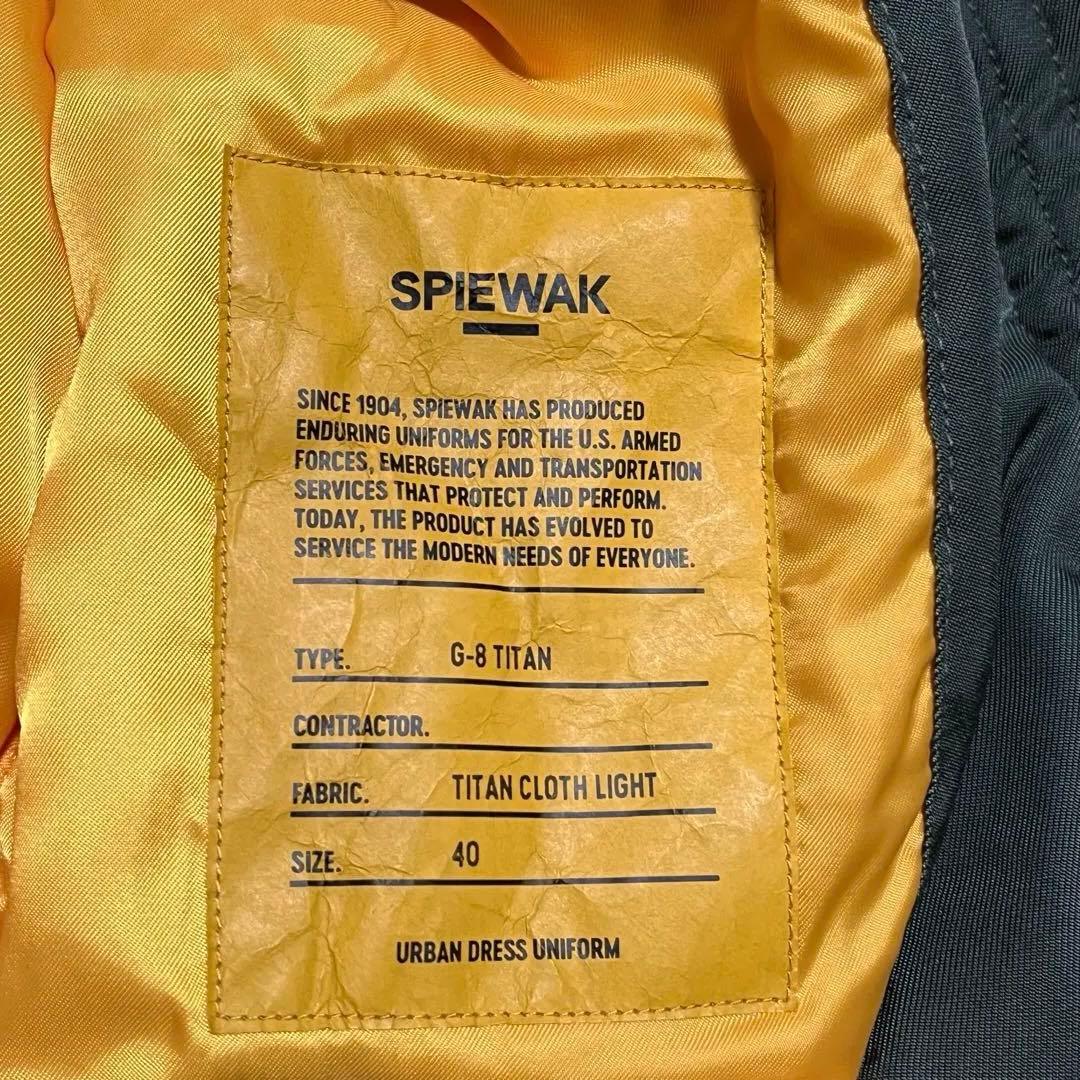 SPIEWAK
SINCE 1904, SPIEWAK HAS PRODUCED
ENDURING UNIFORMS FOR THE U.S. ARMED
FORCES, EMERGENCY AND TRANSPORTATION
SERVICES THAT PROTECT AND PERFORM.
TODAY, THE PRODUCT HAS EVOLVED TO
SERVICE THE MODERN NEEDS OF EVERYONE.
TYPE. G-8 TITAN
CONTRACTOR.
FABRIC. TITAN CLOTH LIGHT
SIZE. 40
URBAN DRESS UNIFORM